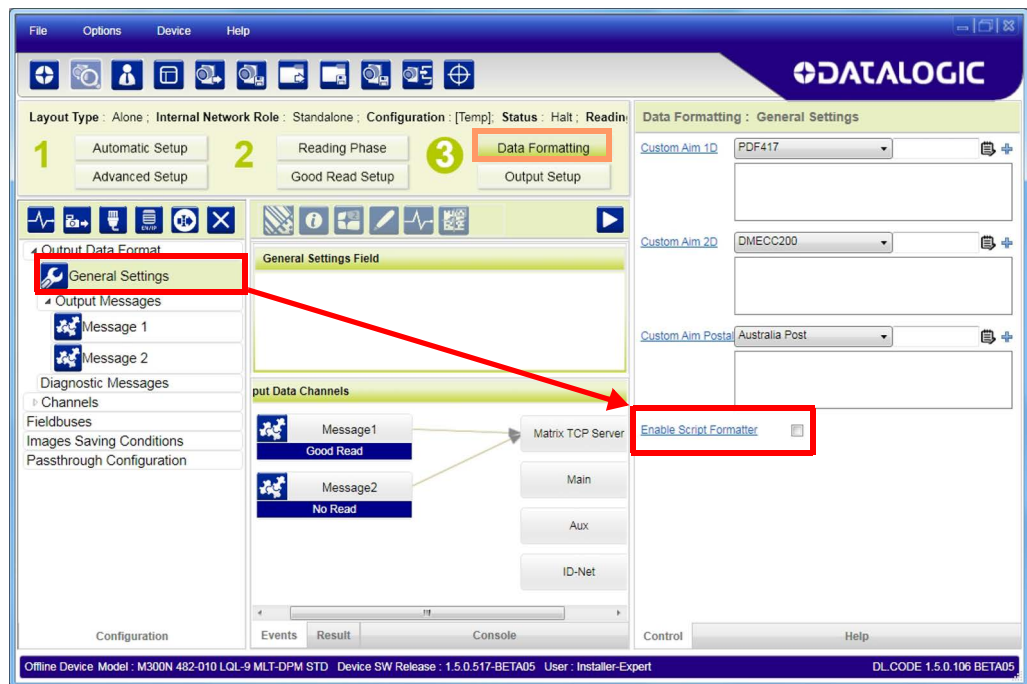 File Options Device Help
DATALOGIC
Layout Type : Alone ; Internal Network Role : Standalone ; Configuration : [Temp]; Status : Halt ; Readin
1 Automatic Setup 2 Reading Phase 3 Data Formatting
Advanced Setup Good Read Setup Output Setup
EN/IP
Output Data Format
General Settings
Output Messages
Message 1
Message 2
Diagnostic Messages
Channels
Fieldbuses
Images Saving Conditions
Passthrough Configuration
Configuration
General Settings Field
put Data Channels
Message1
Good Read
Message2
No Read
Matrix TCP Server
Main
Aux
ID-Net
Events Result Console
Data Formatting : General Settings
Custom Aim 1D PDF417
Custom Aim 2D DMECC200
Custom Aim Postal Australia Post
Enable Script Formatter
Control Help
Offline Device Model : M300N 482-010 LQL-9 MLT-DPM STD Device SW Release : 1.5.0.517-BETA05 User : Installer-Expert DL.CODE 1.5.0.106 BETA05